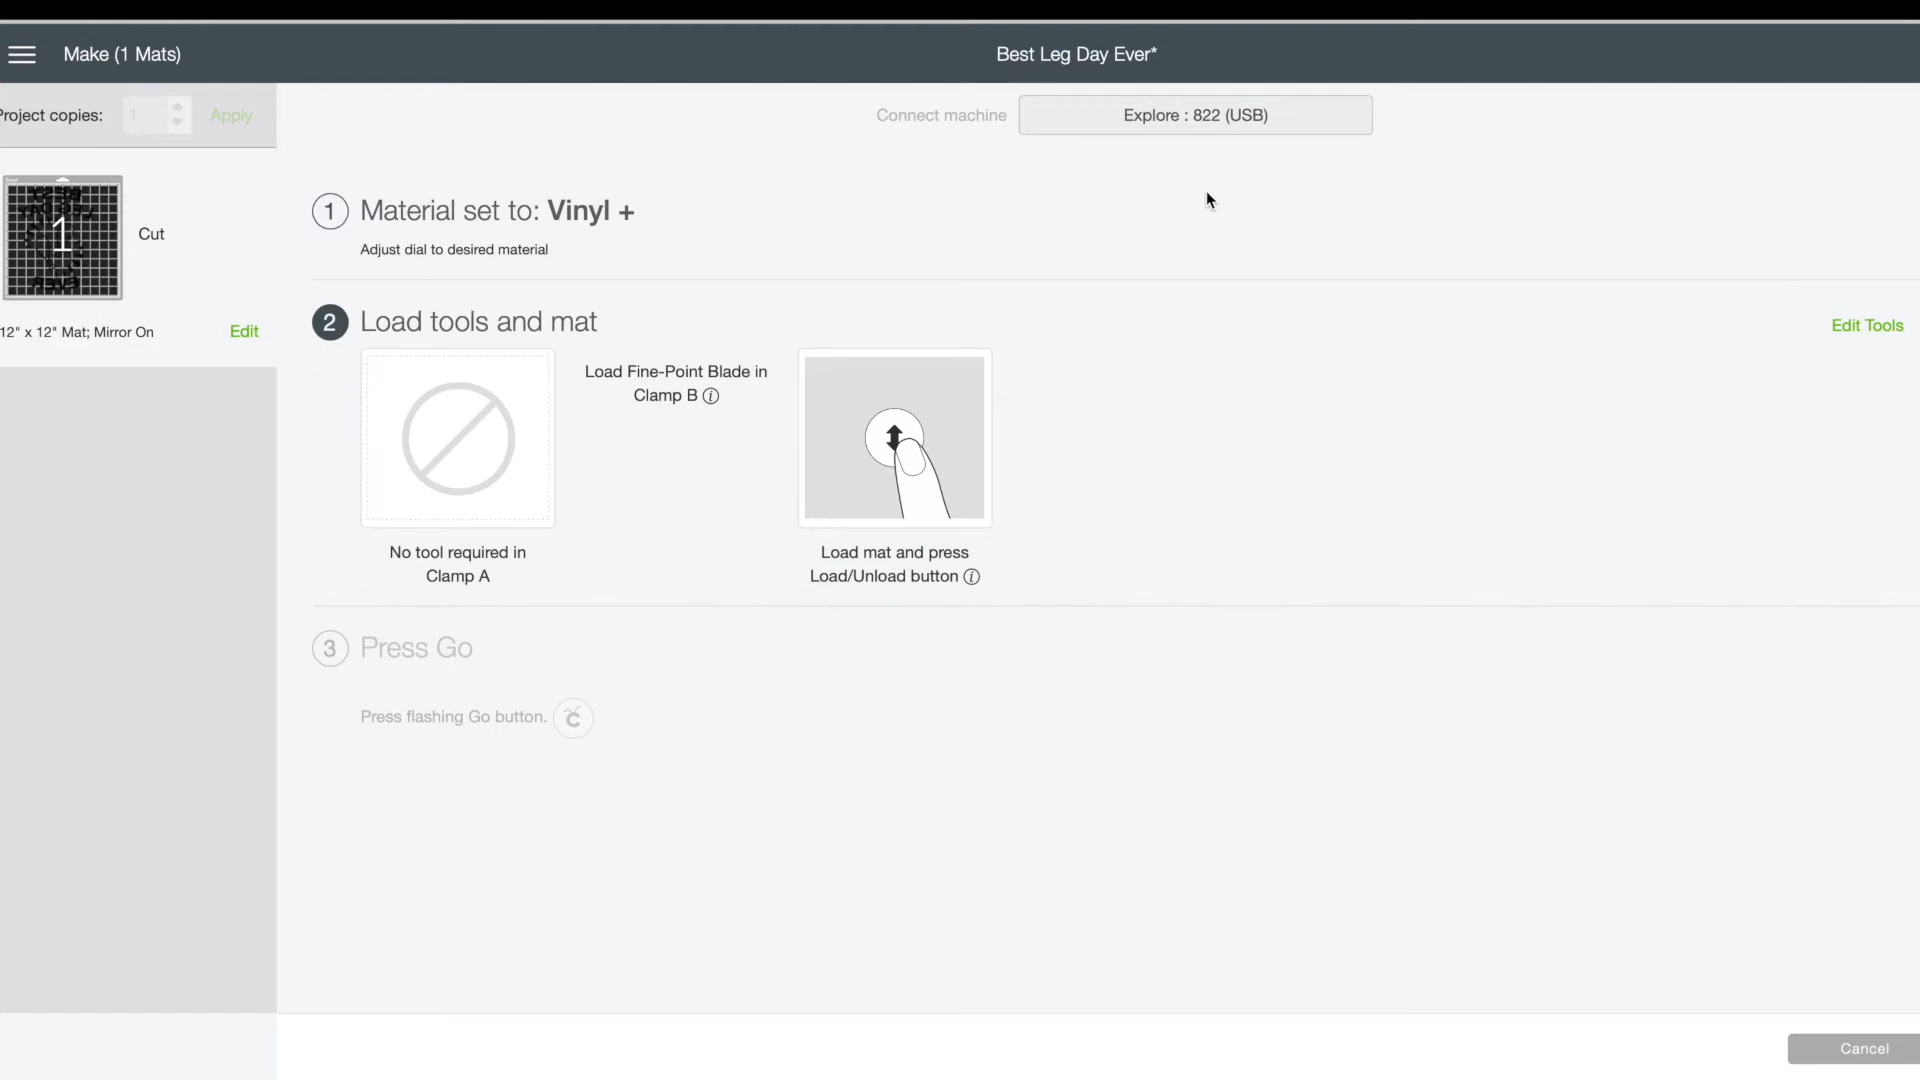 Make (1 Mats)
Best Leg Day Ever*
Project copies:
1
Apply
Connect machine
Explore : 822 (USB)
1
Cut
12" x 12" Mat; Mirror On
Edit
1 Material set to: Vinyl +
Adjust dial to desired material
2 Load tools and mat
Edit Tools
No tool required in
Clamp A
Load Fine-Point Blade in
Clamp B
Load mat and press
Load/Unload button
3 Press Go
Press flashing Go button.
Cancel